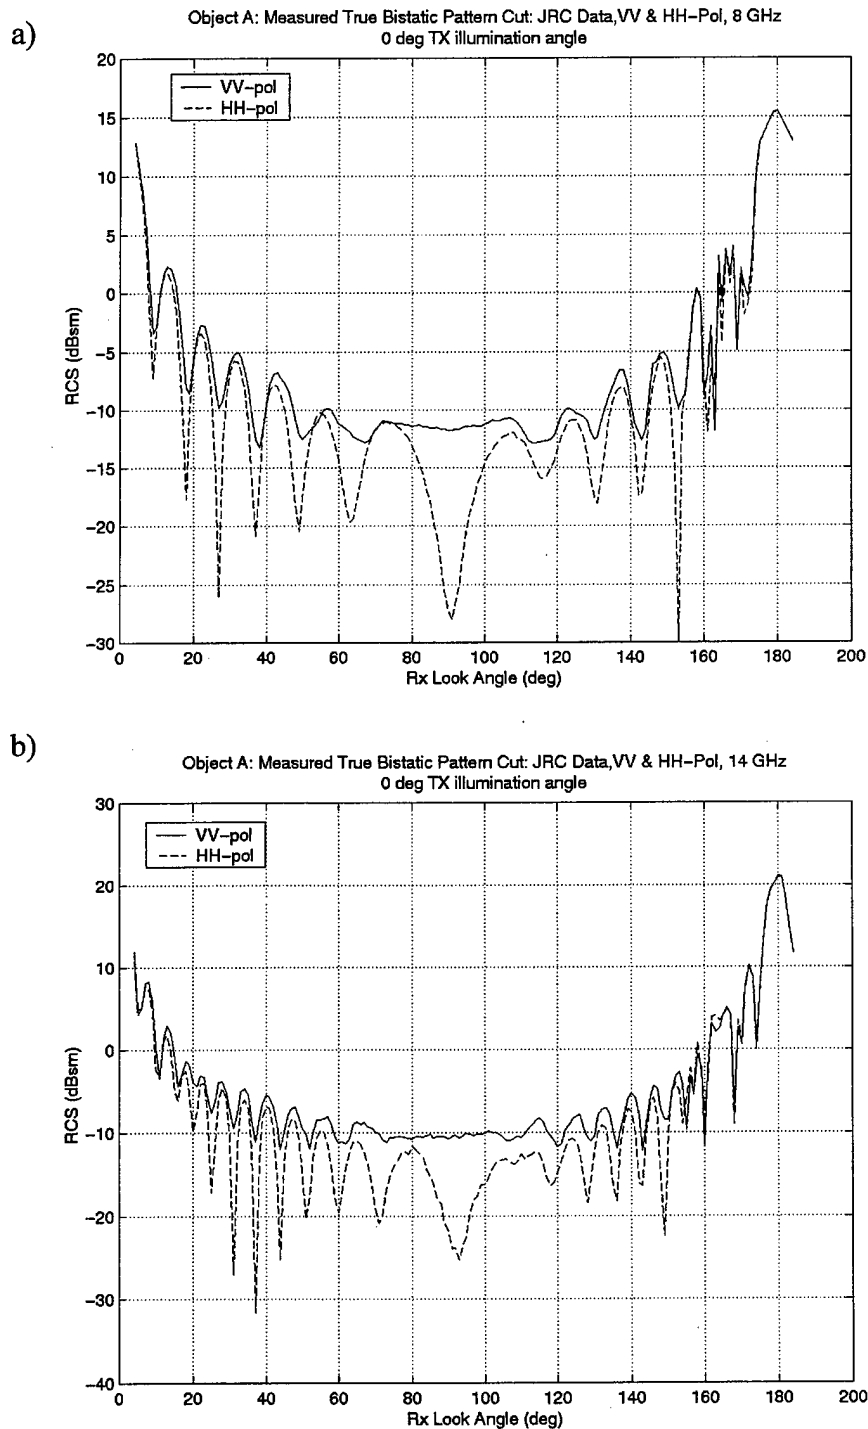 a)
Object A: Measured True Bistatic Pattern Cut: JRC Data,VV & HH-Pol, 8 GHz
0 deg TX illumination angle
VV-pol
HH-pol
RCS (dBsm)
20
15
10
5
0
-5
-10
-15
-20
-25
-30
0 20 40 60 80 100 120 140 160 180 200
Rx Look Angle (deg)
b)
Object A: Measured True Bistatic Pattern Cut: JRC Data,VV & HH-Pol, 14 GHz
0 deg TX illumination angle
VV-pol
HH-pol
RCS (dBsm)
30
20
10
0
-10
-20
-30
-40
0 20 40 60 80 100 120 140 160 180 200
Rx Look Angle (deg)